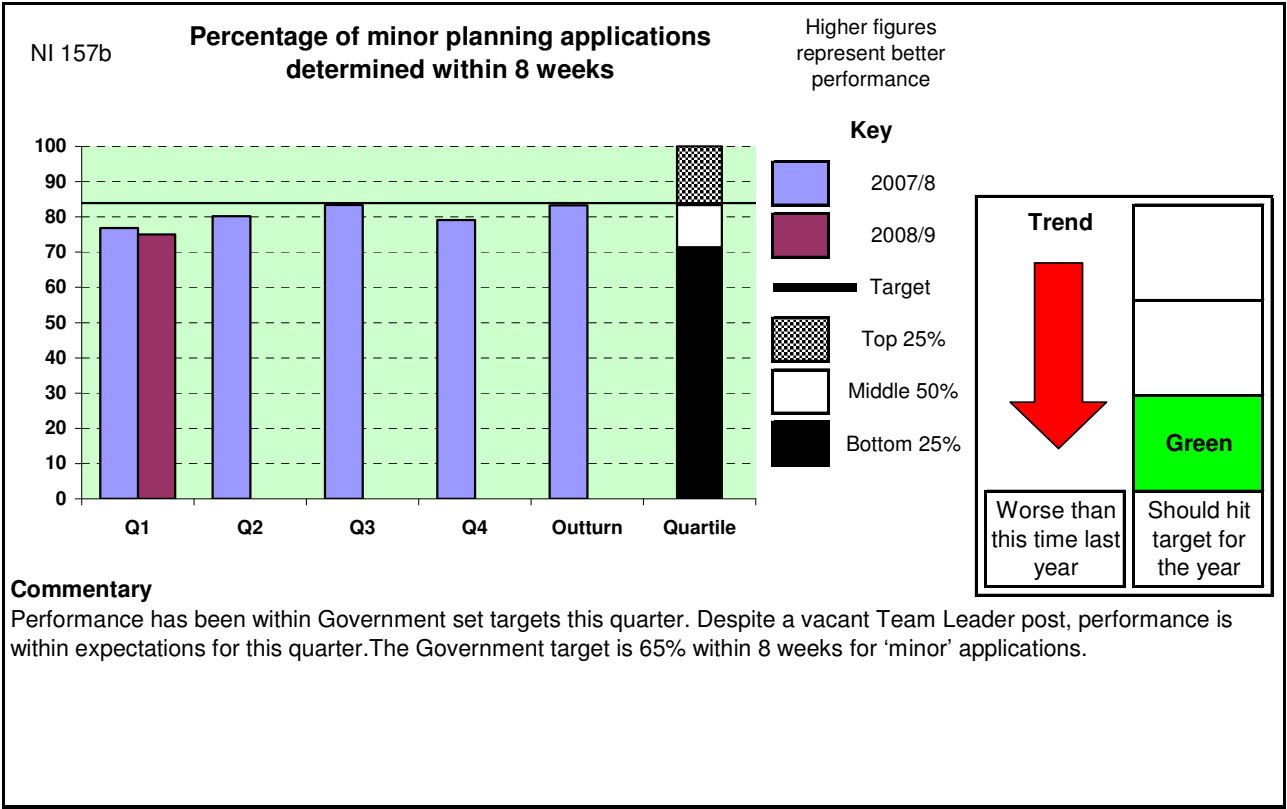 NI 157b
Percentage of minor planning applications
determined within 8 weeks
Higher figures
represent better
performance
Key
2007/8
2008/9
Target
Top 25%
Middle 50%
Bottom 25%
100
90
80
70
60
50
40
30
20
10
0
Q1
Q2
Q3
Q4
Outturn
Quartile
Trend
Green
Worse than
this time last
year
Should hit
target for
the year
Commentary
Performance has been within Government set targets this quarter. Despite a vacant Team Leader post, performance is
within expectations for this quarter.The Government target is 65% within 8 weeks for ‘minor’ applications.